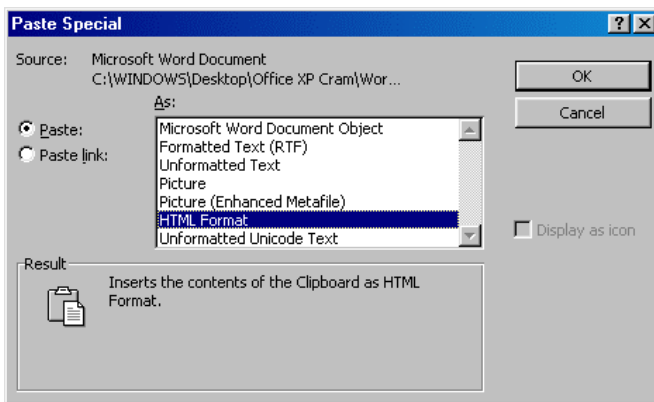 Paste Special
Source: Microsoft Word Document
C:\WINDOWS\Desktop\Office XP Cram\Wor...
As:
Paste:
Paste link:
Microsoft Word Document Object
Formatted Text (RTF)
Unformatted Text
Picture
Picture (Enhanced Metafile)
HTML Format
Unformatted Unicode Text
OK
Cancel
Display as icon
Result
Inserts the contents of the Clipboard as HTML
Format.